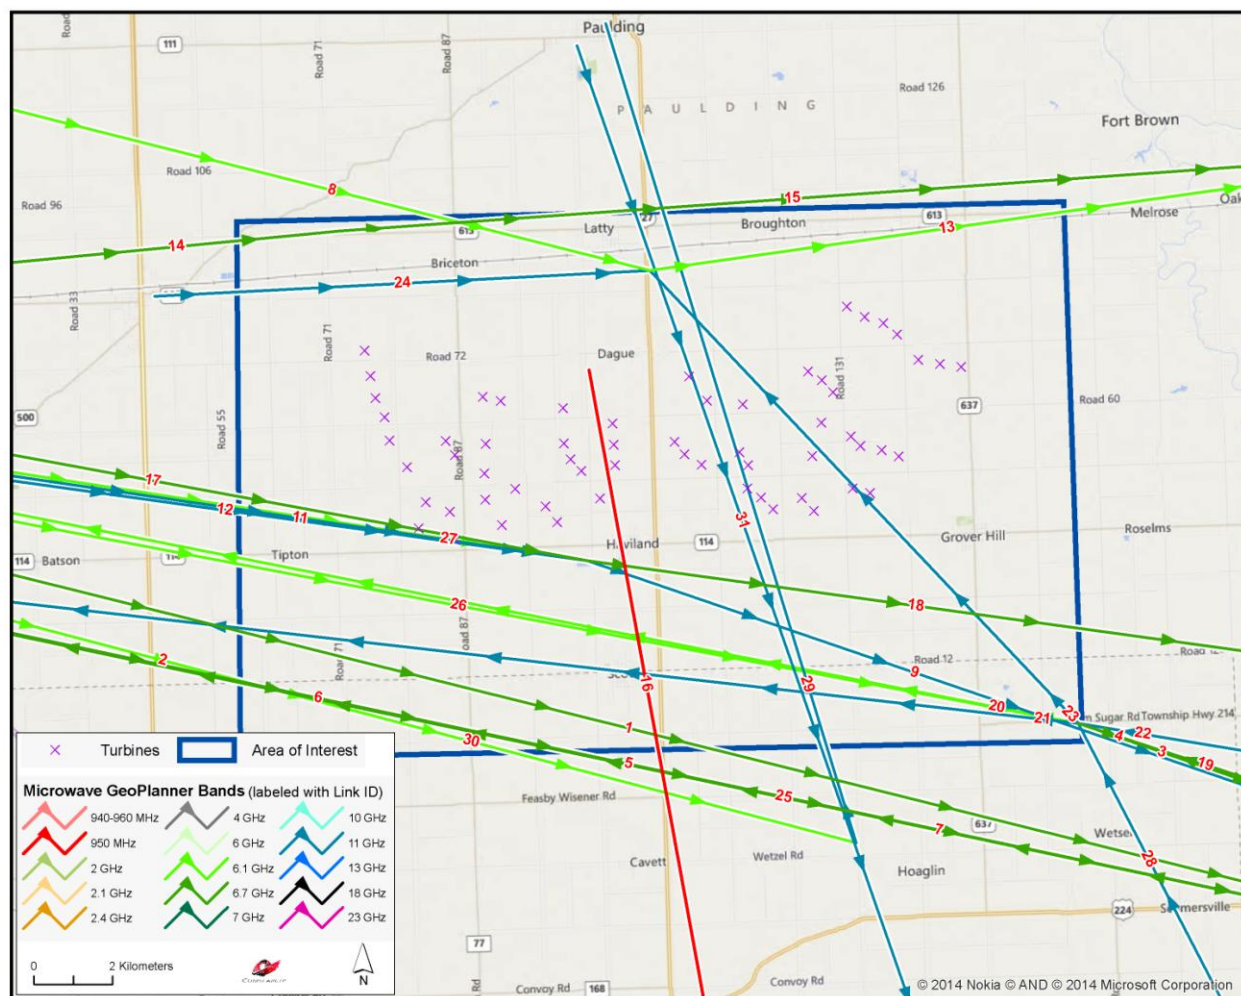 Paulding
Road
111
Road 71
Road 87
Road 126
P A U L D I N G
Fort Brown
Road 106
8
Road 96
15
Oak
Melrose
613
613
27
14
Latty
Broughton
13
Briceton
24
Road 33
Road 71
Road 72
Dague
Road 131
Road 60
637
500
Road 55
Road 87
17
12
11
27
31
Haviland
114
Grover Hill
Roselms
114
Batson
Tipton
26
18
oad 87
Road 71
2
Road 12
9
16
29
6
20
21
23
m Sugar Rd Township Hwy 214
22
4
3
19
1
30
5
Turbines
Area of Interest
Microwave GeoPlanner Bands (labeled with Link ID)
940-960 MHz
4 GHz
10 GHz
950 MHz
6 GHz
11 GHz
2 GHz
6.1 GHz
13 GHz
2.1 GHz
6.7 GHz
18 GHz
2.4 GHz
7 GHz
23 GHz
0 2 Kilometers
N
Feasby Wisener Rd
25
7
637
Wetsel
Cavett
Wetzel Rd
28
Hoaglin
224
77
168
Convoy Rd
Convoy Rd
© 2014 Nokia © AND © 2014 Microsoft Corporation